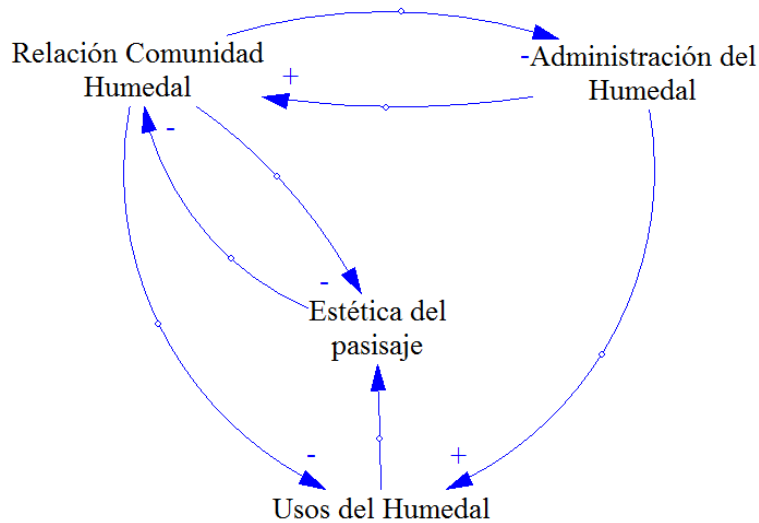 Relación Comunidad
Humedal
-Administración del
Humedal
+
-
-
Estética del
pasisaje
-
+
Usos del Humedal